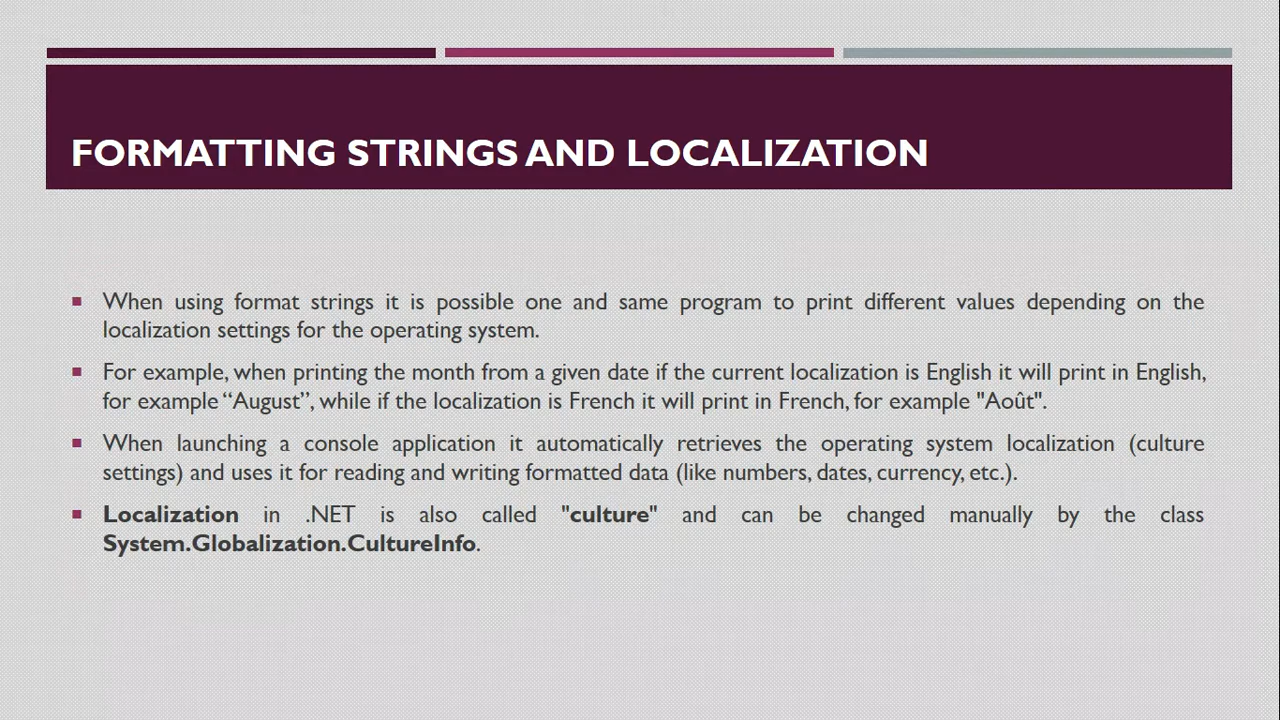 FORMATTING STRINGS AND LOCALIZATION
When using format strings it is possible one and same program to print different values depending on the
localization settings for the operating system.
For example, when printing the month from a given date if the current localization is English it will print in English,
for example “August”, while if the localization is French it will print in French, for example "Août".
When launching a console application it automatically retrieves the operating system localization (culture
settings) and uses it for reading and writing formatted data (like numbers, dates, currency, etc.).
Localization in .NET is also called "culture" and can be changed manually by the class
System.Globalization.CultureInfo.